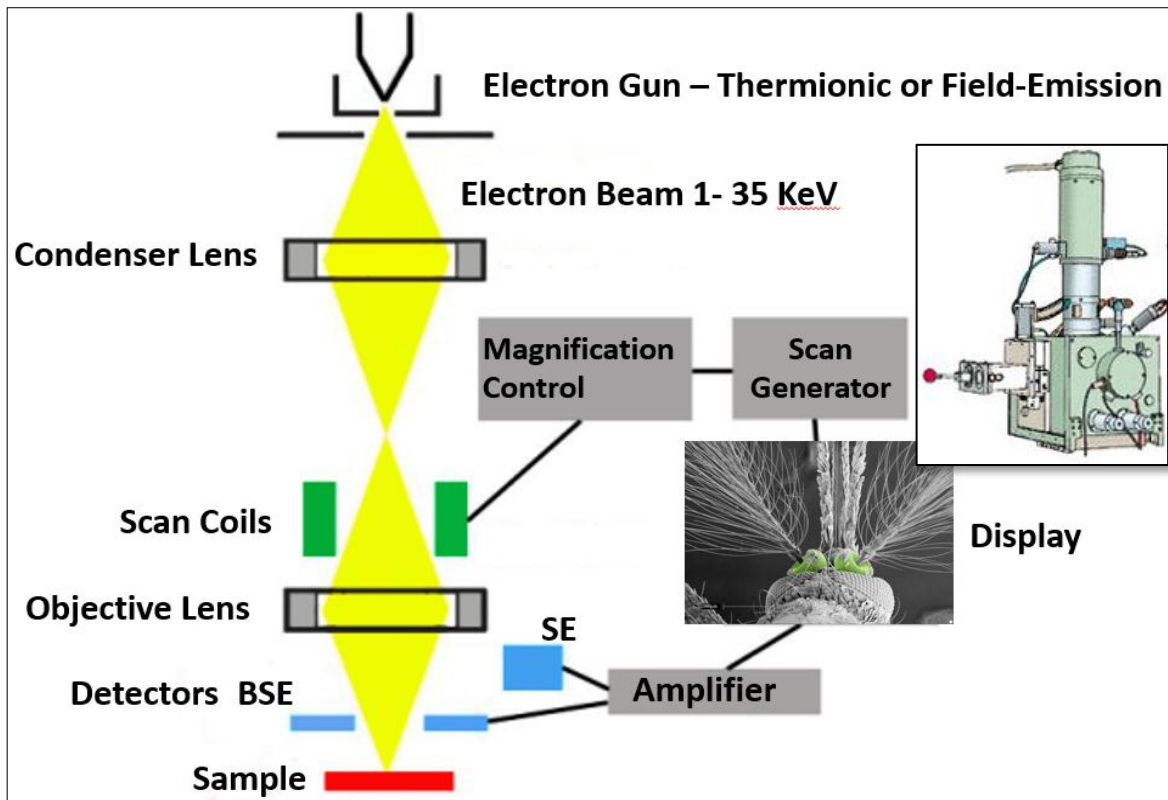 Electron Gun – Thermionic or Field-Emission
Electron Beam 1- 35 KeV
Condenser Lens
Magnification
Control
Scan
Generator
Scan Coils
Display
Objective Lens
SE
Detectors BSE
Amplifier
Sample